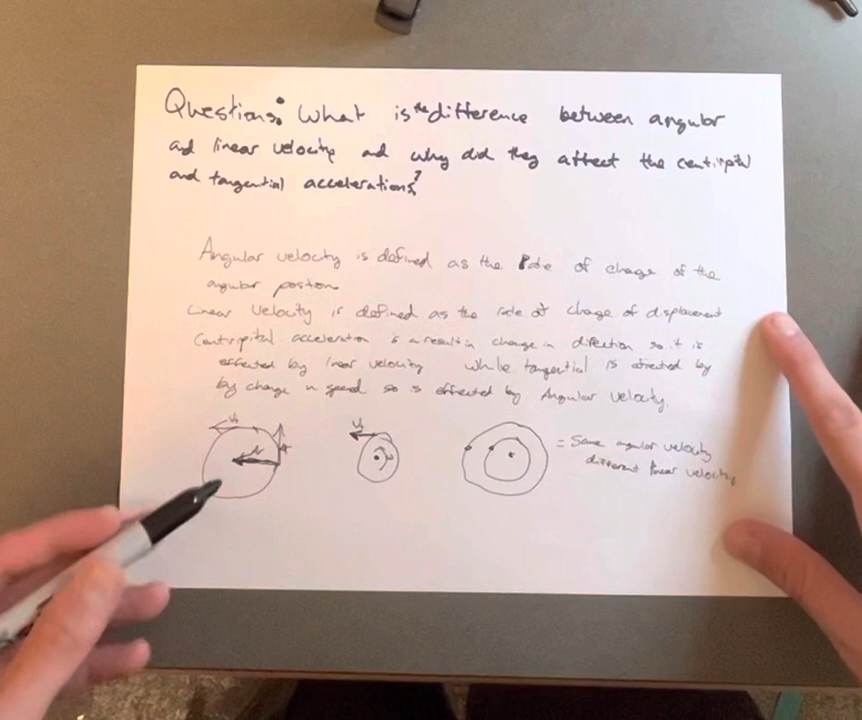 Questions: What is the difference between angular
and linear velocity and why did they affect the centiripital
and tangential accelerations?
Angular velocity is defined as the Rate of change of the
angular postion
Linear Velocity is defined as the rate of change of displacement
Centripital acceleration is a result in change in direction so it is
effected by linear velocity while tangential is effected by
by change in speed so is effected by Angular velocity.
= Same angular velocity
different linear velocity